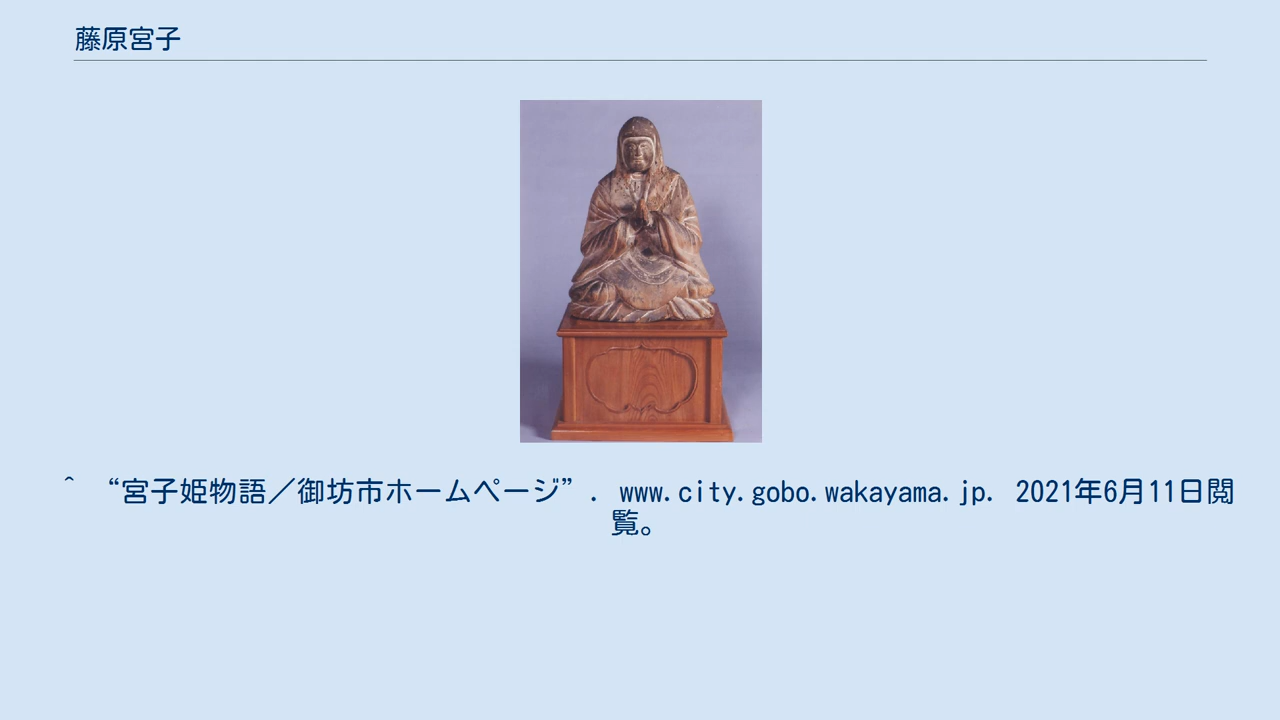 藤原宮子
^ “宮子姫物語／御坊市ホームページ”. www.city.gobo.wakayama.jp. 2021年6月11日閲
覧。